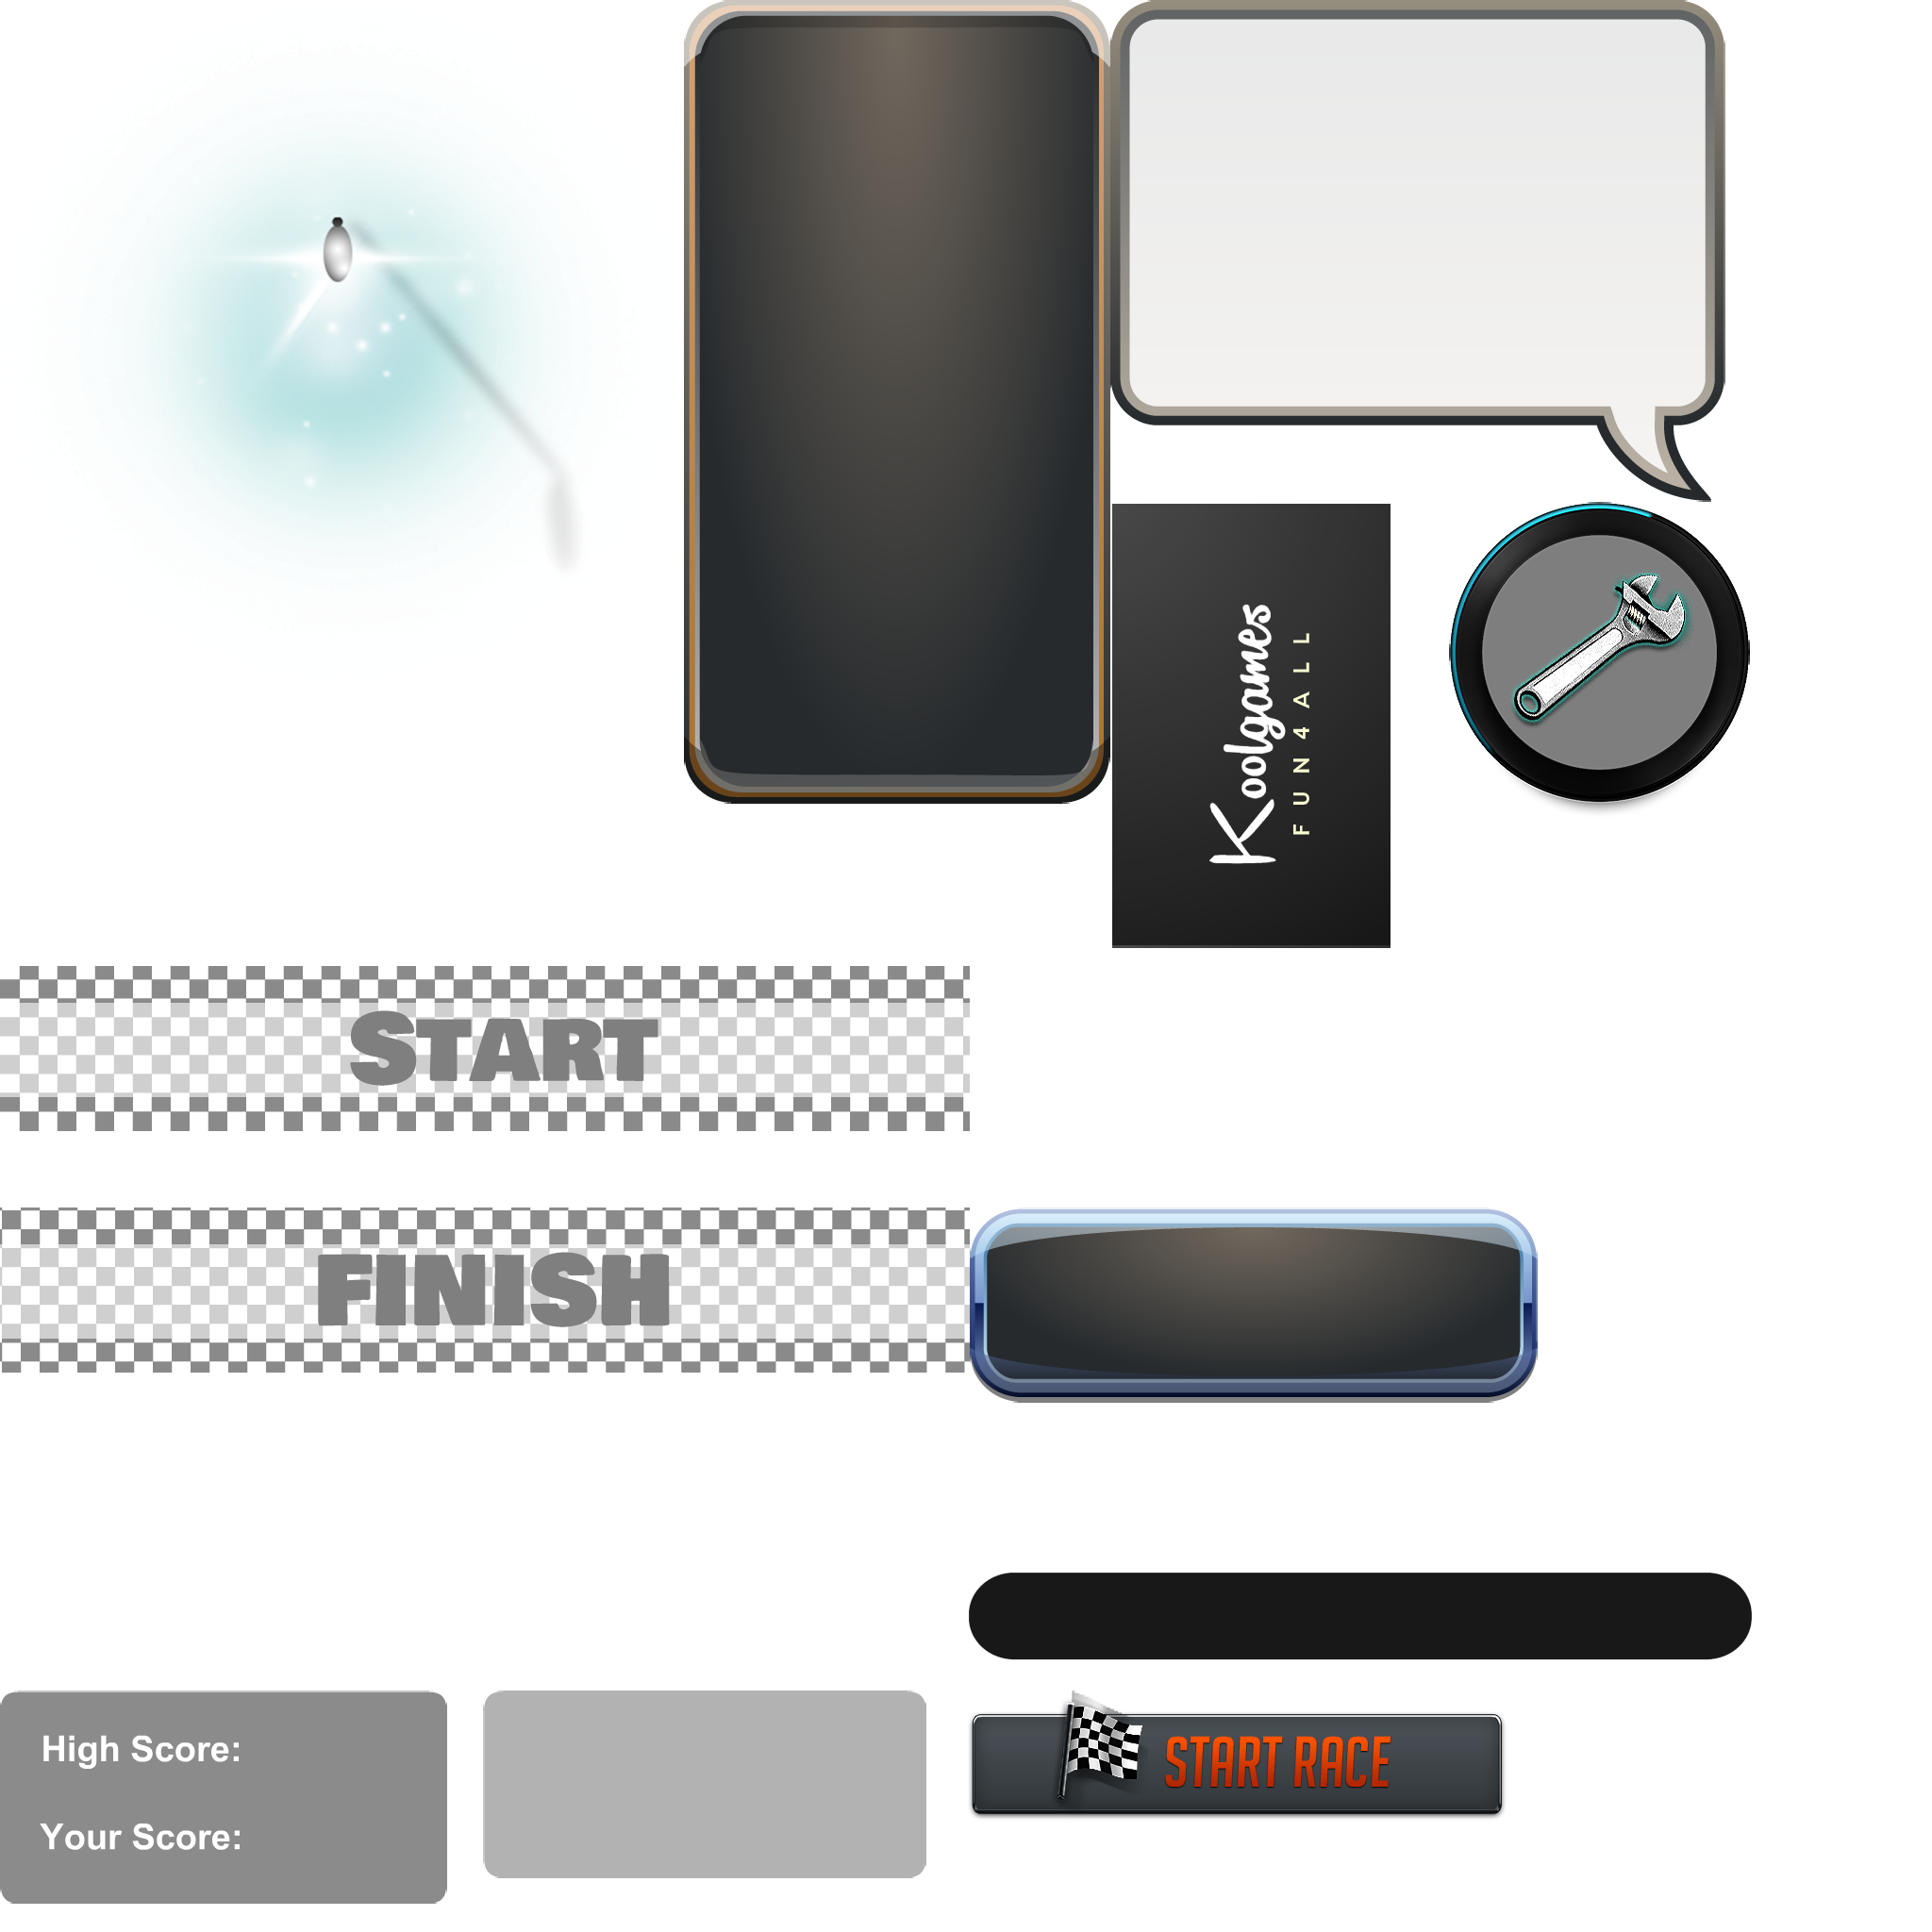 Koolgames
FUN4ALL
START
FINISH
High Score:
Your Score:
START RACE